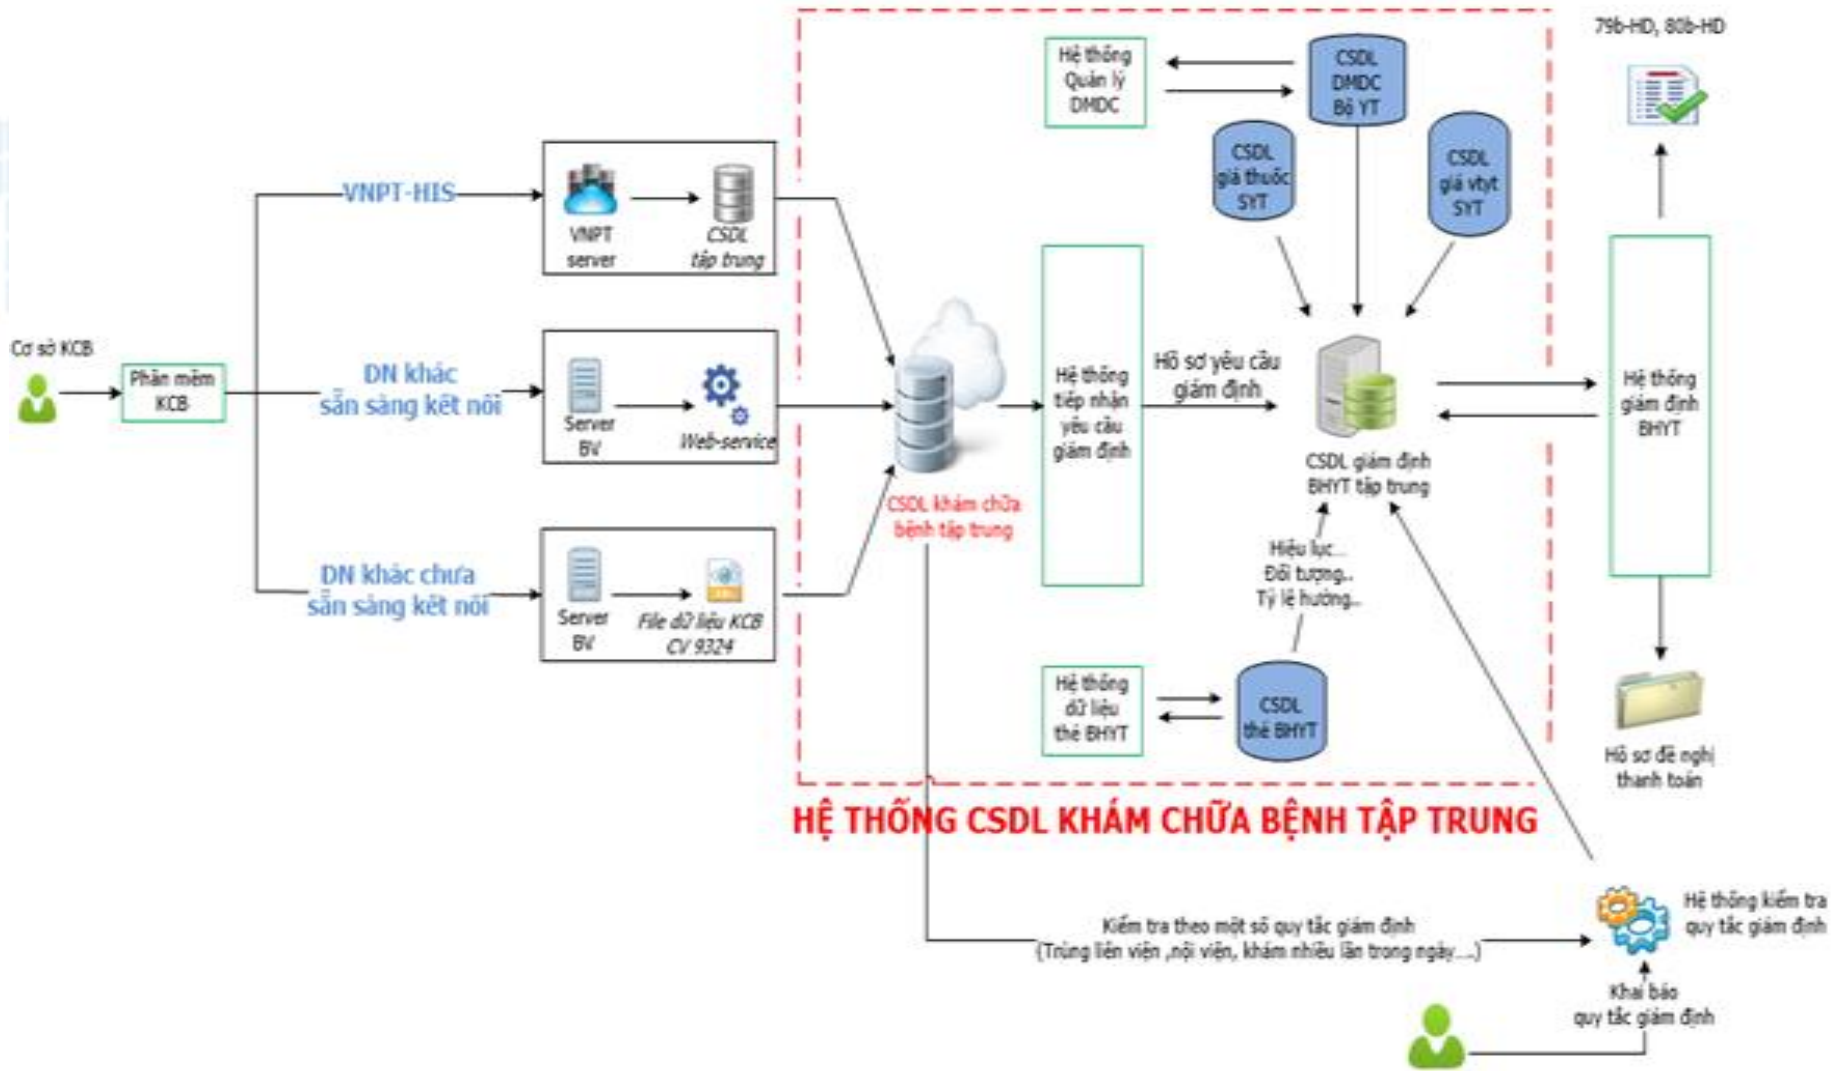 Cơ sở KCB
Phần mềm
KCB
VNPT-HIS
DN khác
sẵn sàng kết nối
DN khác chưa
sẵn sàng kết nối
VNPT
server
CSDL
tập trung
Server
BV
Web-service
Server
BV
File dữ liệu KCB
CV 9324
CSDL khám chữa
bệnh tập trung
Hệ thống
Quản lý
DMDC
CSDL
DMDC
Bộ YT
CSDL
giá thuốc
SYT
CSDL
giá vtyt
SYT
Hệ thống
tiếp nhận
yêu cầu
giám định
Hồ sơ yêu cầu
giám định
CSDL giám định
BHYT tập trung
Hiệu lực...
Đối tượng..
Tỷ lệ hưởng..
Hệ thống
dữ liệu
thẻ BHYT
CSDL
thẻ BHYT
79b-HD, 80b-HD
Hệ thống
giám định
BHYT
Hồ sơ đề nghị
thanh toán
HỆ THỐNG CSDL KHÁM CHỮA BỆNH TẬP TRUNG
Kiểm tra theo một số quy tắc giám định
(Trùng liên viện ,nội viện, khám nhiều lần trong ngày....)
Hệ thống kiểm tra
quy tắc giám định
Khai báo
quy tắc giám định